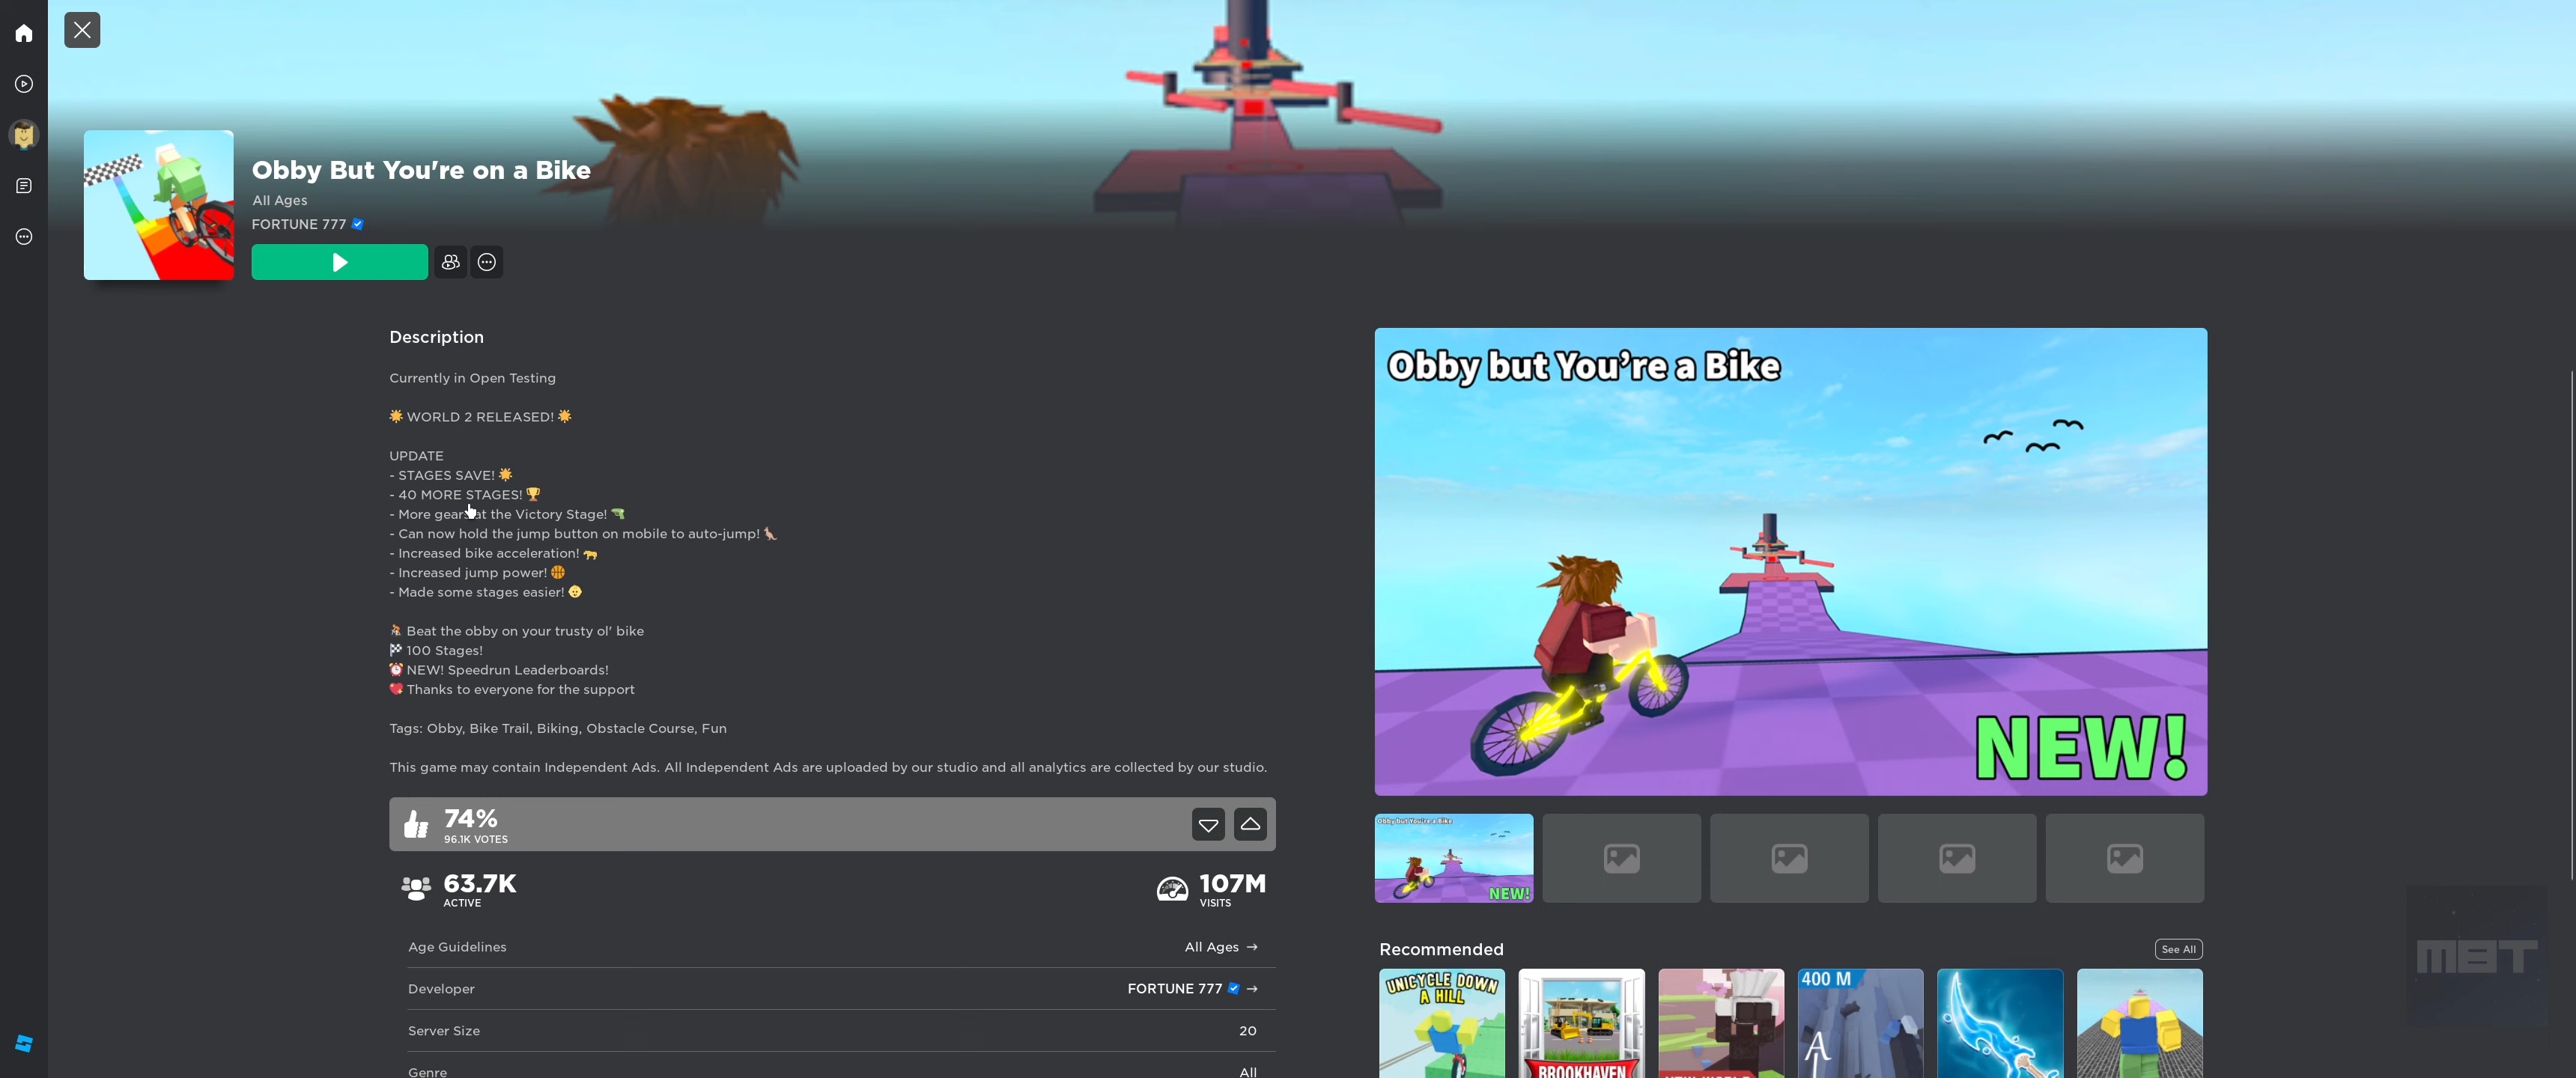 Obby But You're on a Bike
All Ages
FORTUNE 777
Description
Currently in Open Testing
WORLD 2 RELEASED!
UPDATE
- STAGES SAVE!
- 40 MORE STAGES!
- More gears at the Victory Stage!
- Can now hold the jump button on mobile to auto-jump!
- Increased bike acceleration!
- Increased jump power!
- Made some stages easier!
Beat the obby on your trusty ol' bike
100 Stages!
NEW! Speedrun Leaderboards!
Thanks to everyone for the support
Tags: Obby, Bike Trail, Biking, Obstacle Course, Fun
This game may contain Independent Ads. All Independent Ads are uploaded by our studio and all analytics are collected by our studio.
74%
96.1K VOTES
63.7K
ACTIVE
107M
VISITS
Age Guidelines All Ages →
Developer FORTUNE 777 →
Server Size 20
Genre All
Obby but You're a Bike
NEW!
Obby but You're a Bike
NEW!
Recommended
See All
UNICYCLE DOWN
A HILL
BROOKHAVEN
400 M
A
MBT